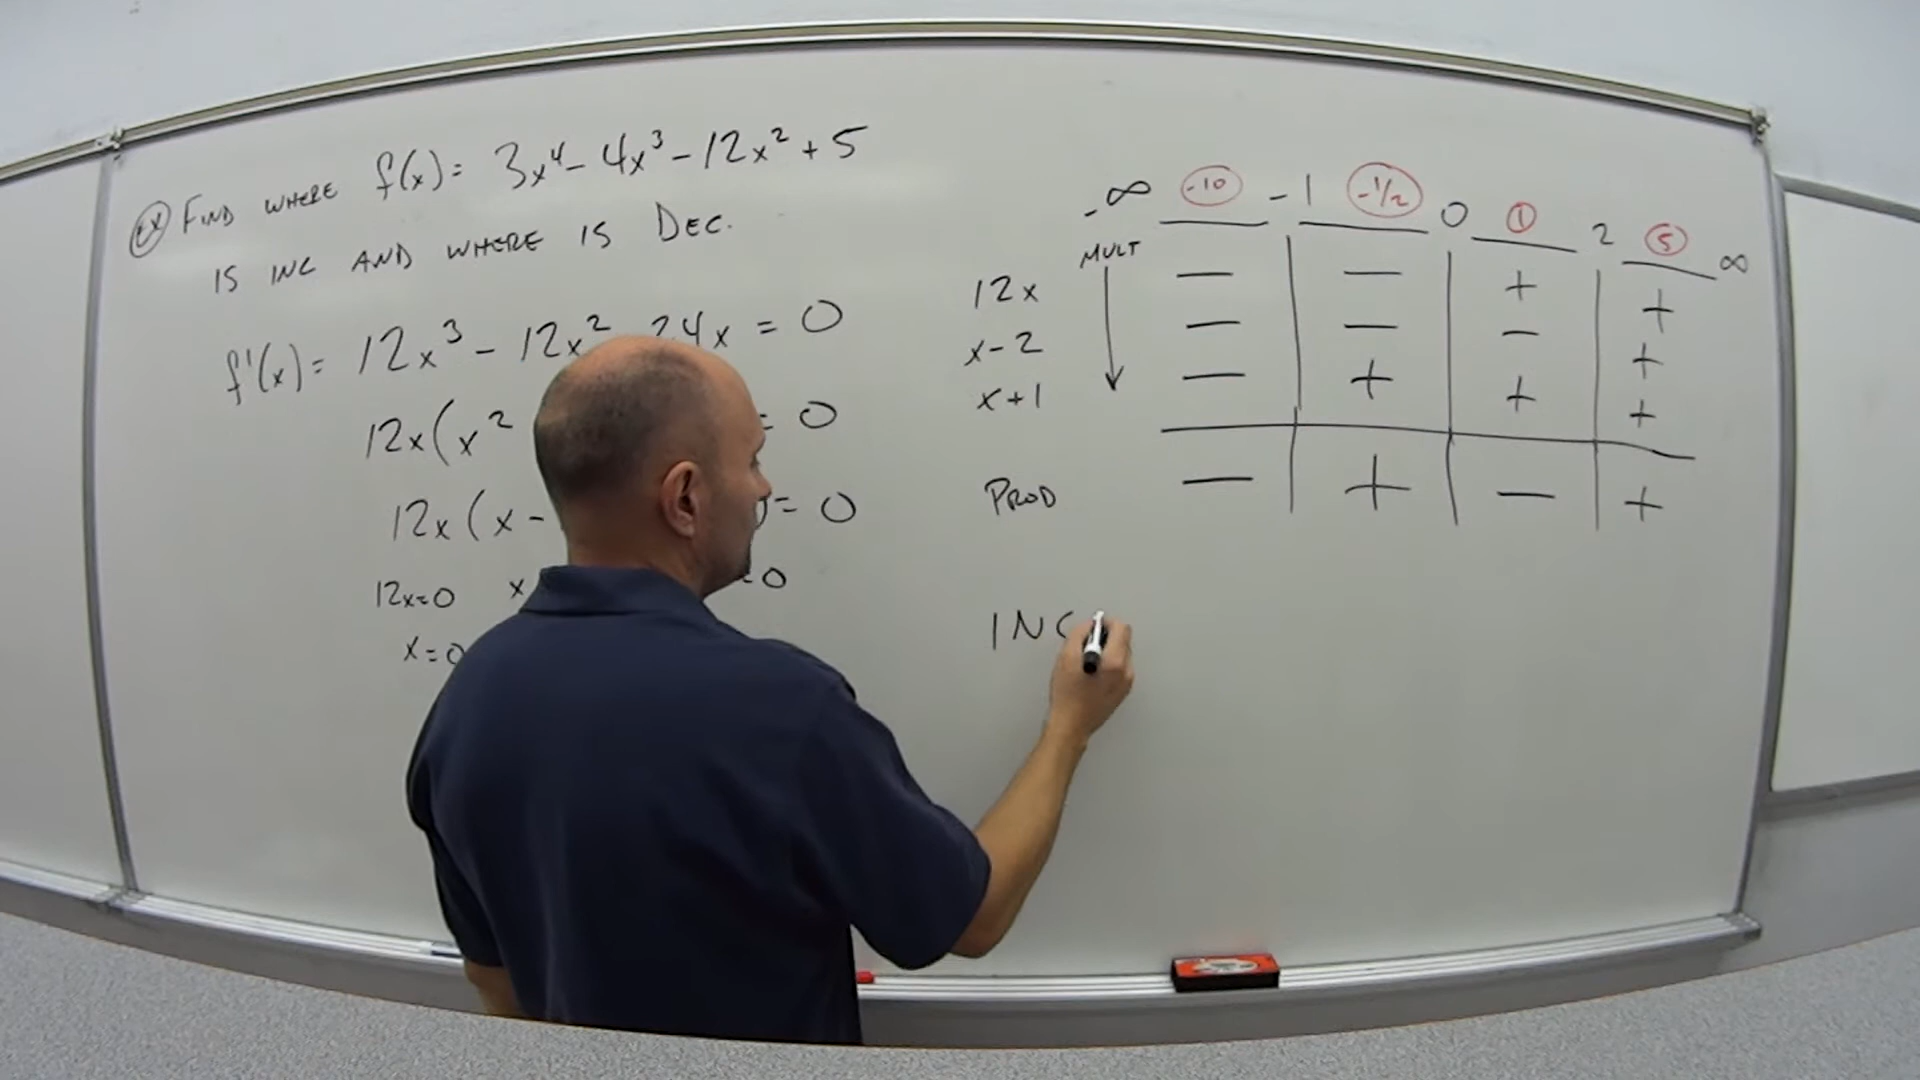 Ex FIND WHERE f(x) = 3x⁴ - 4x³ - 12x² + 5
IS INC AND WHERE IS DEC.
f'(x) = 12x³ - 12x² 24x = 0
12x(x² = 0
12x(x - )= 0
12x=0 x =0
x=0
-∞ -10 -1 -1/2 0 1 2 5 ∞
MULT
12x — — + +
x-2 — — — +
x+1 — + + +
PROD — + — +
INC